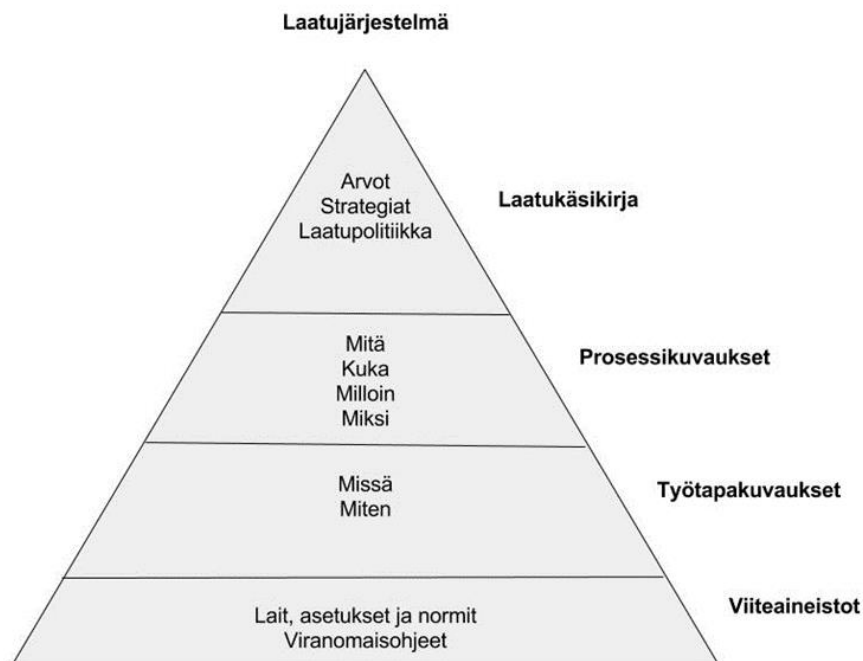 Laatujärjestelmä
Arvot
Strategiat
Laatupolitiikka
Laatukäsikirja
Mitä
Kuka
Milloin
Miksi
Prosessikuvaukset
Missä
Miten
Työtapakuvaukset
Lait, asetukset ja normit
Viranomaisohjeet
Viiteaineistot